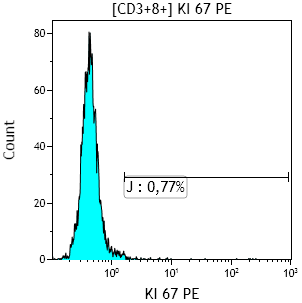 [CD3+8+] KI 67 PE
Count
80
60
40
20
0
J : 0,77%
10⁰ 10¹ 10² 10³
KI 67 PE